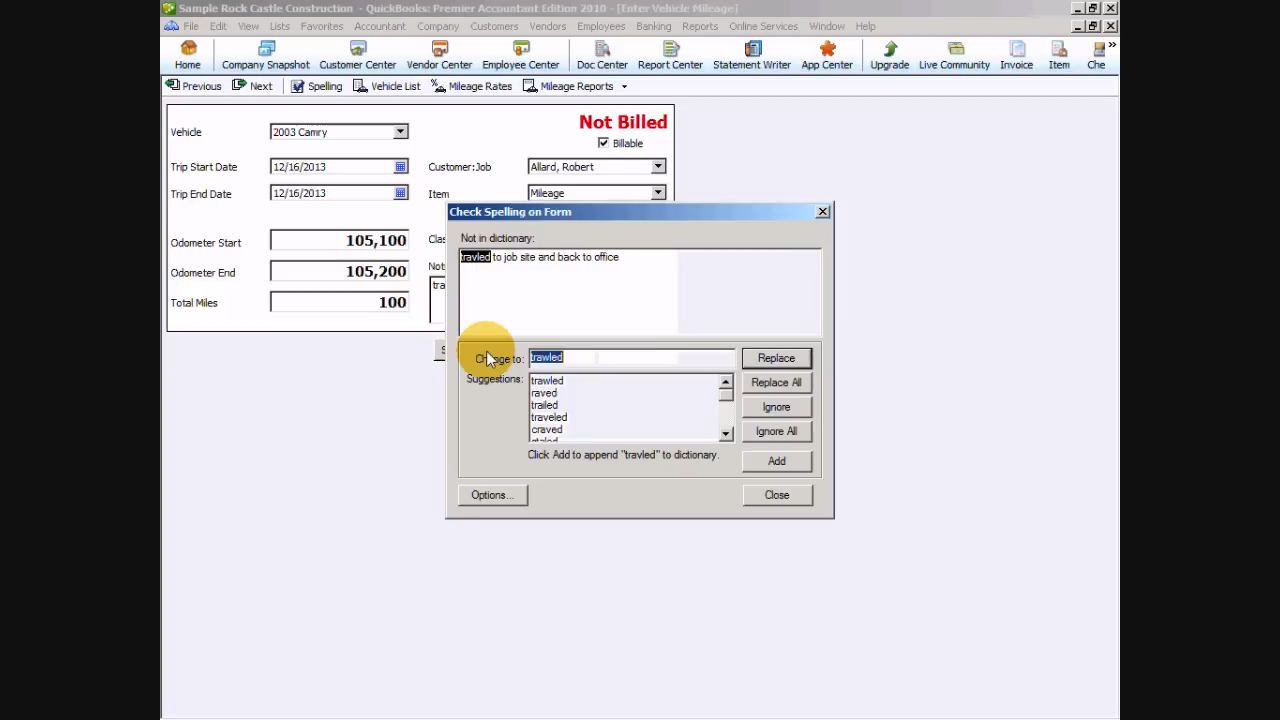 Sample Rock Castle Construction - QuickBooks: Premier Accountant Edition 2010 - [Enter Vehicle Mileage]
File Edit View Lists Favorites Accountant Company Customers Vendors Employees Banking Reports Online Services Window Help
Home Company Snapshot Customer Center Vendor Center Employee Center Doc Center Report Center Statement Writer App Center Upgrade Live Community Invoice Item Che
Previous Next Spelling Vehicle List Mileage Rates Mileage Reports
Not Billed
Vehicle 2003 Camry
Billable
Trip Start Date 12/16/2013 Customer:Job Allard, Robert
Trip End Date 12/16/2013 Item Mileage
Check Spelling on Form
Not in dictionary:
Odometer Start 105,100 Clas
travled to job site and back to office
Odometer End 105,200 Not
tra
Total Miles 100
S
Change to: trawled Replace
Suggestions: trawled Replace All
raved
trailed Ignore
traveled
craved Ignore All
Click Add to append "travled" to dictionary. Add
Options... Close